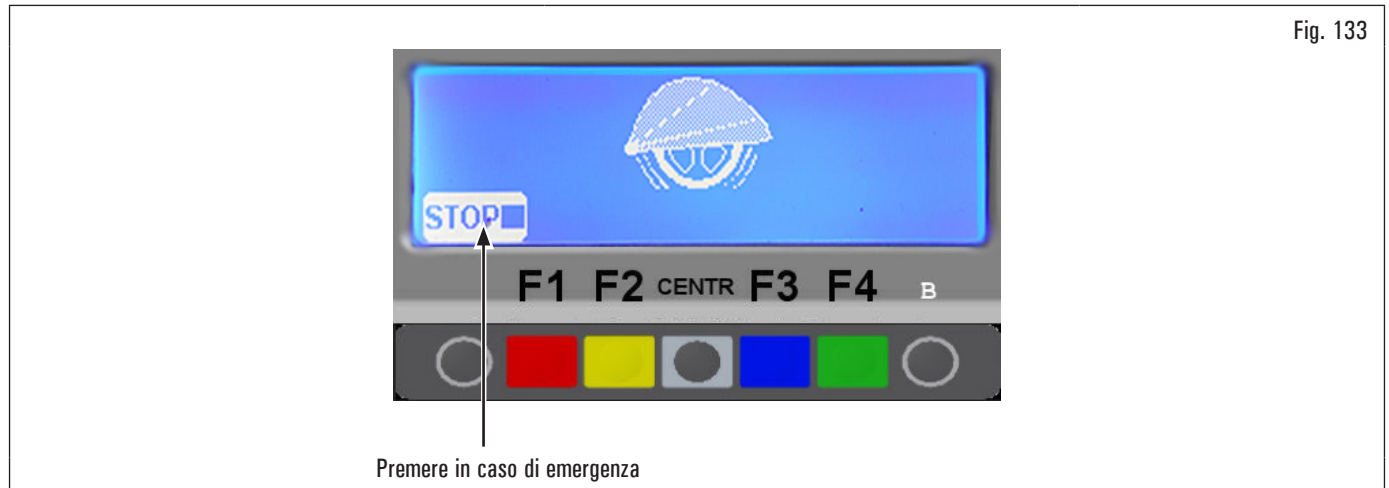 Fig. 133
STOP
F1 F2 CENTR F3 F4 B
Premere in caso di emergenza